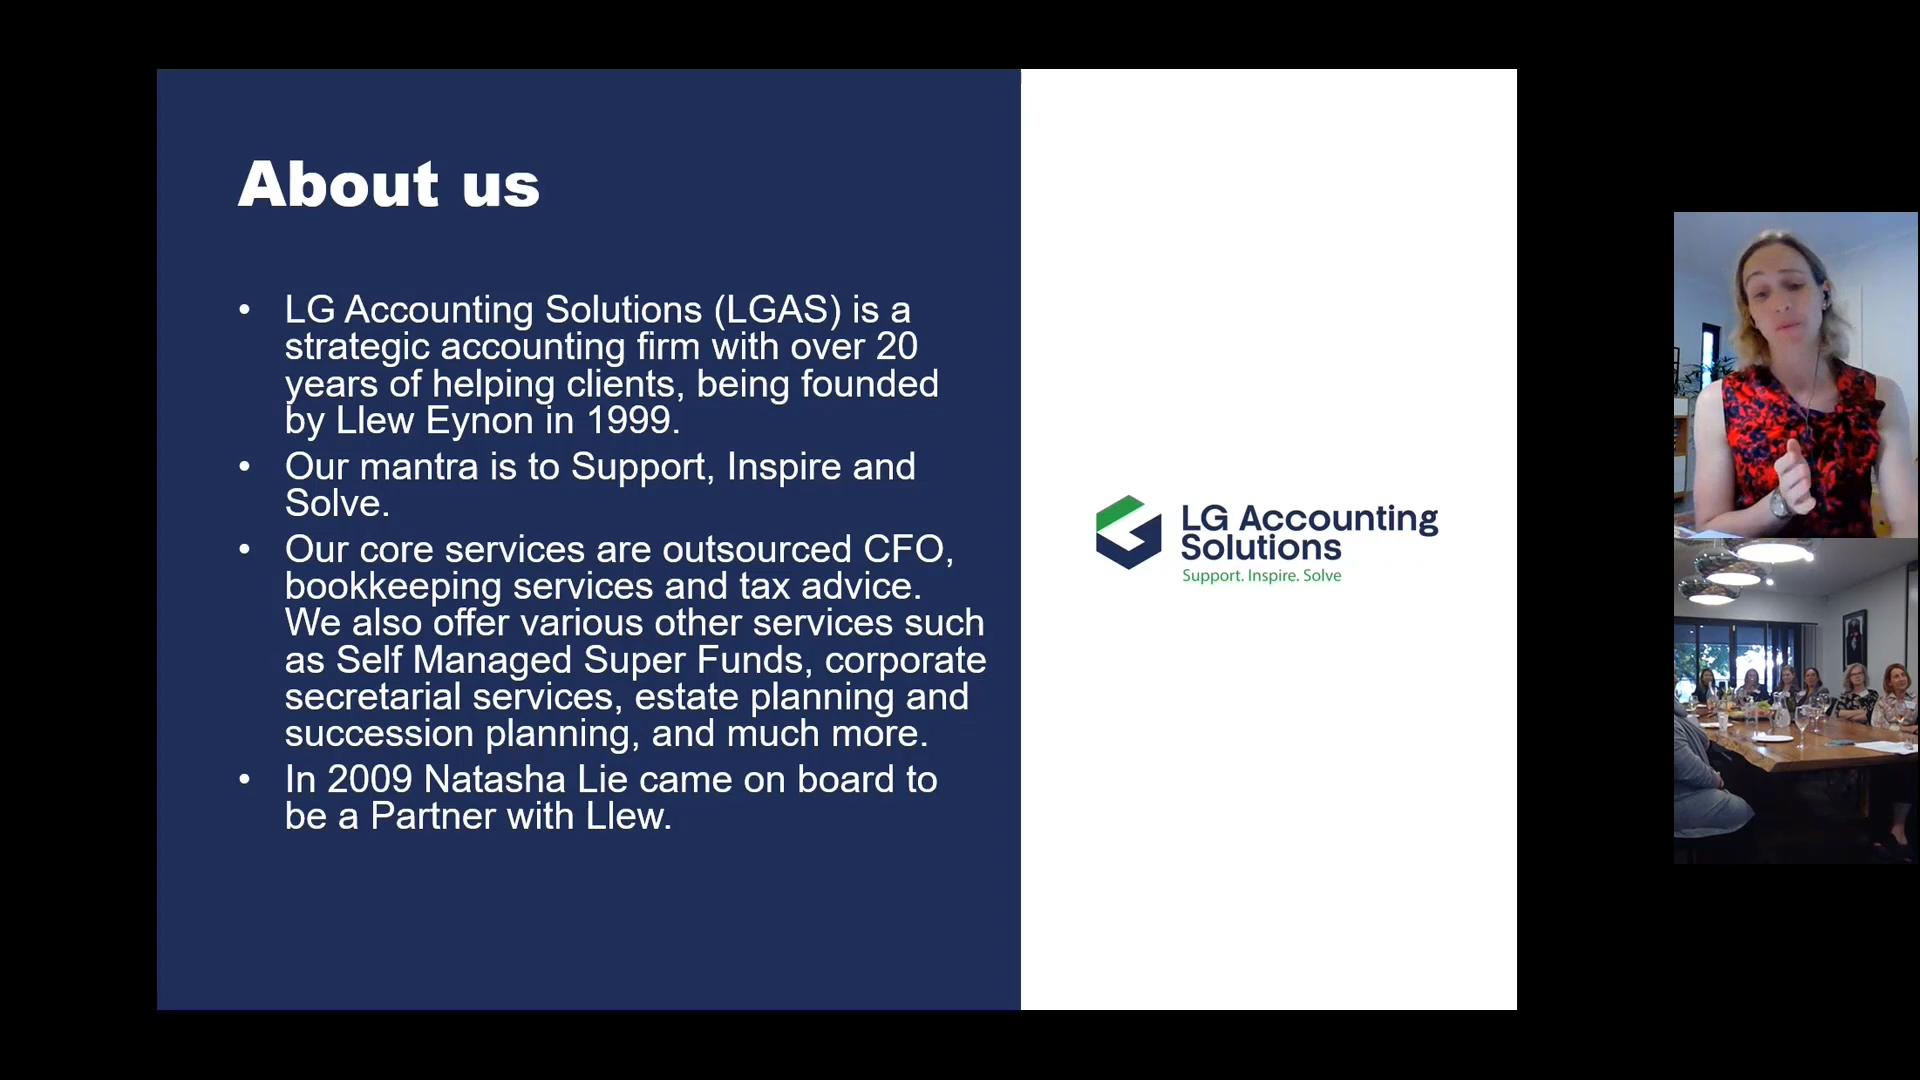 About us
• LG Accounting Solutions (LGAS) is a
strategic accounting firm with over 20
years of helping clients, being founded
by Llew Eynon in 1999.
• Our mantra is to Support, Inspire and
Solve.
• Our core services are outsourced CFO,
bookkeeping services and tax advice.
We also offer various other services such
as Self Managed Super Funds, corporate
secretarial services, estate planning and
succession planning, and much more.
• In 2009 Natasha Lie came on board to
be a Partner with Llew.
LG Accounting
Solutions
Support. Inspire. Solve